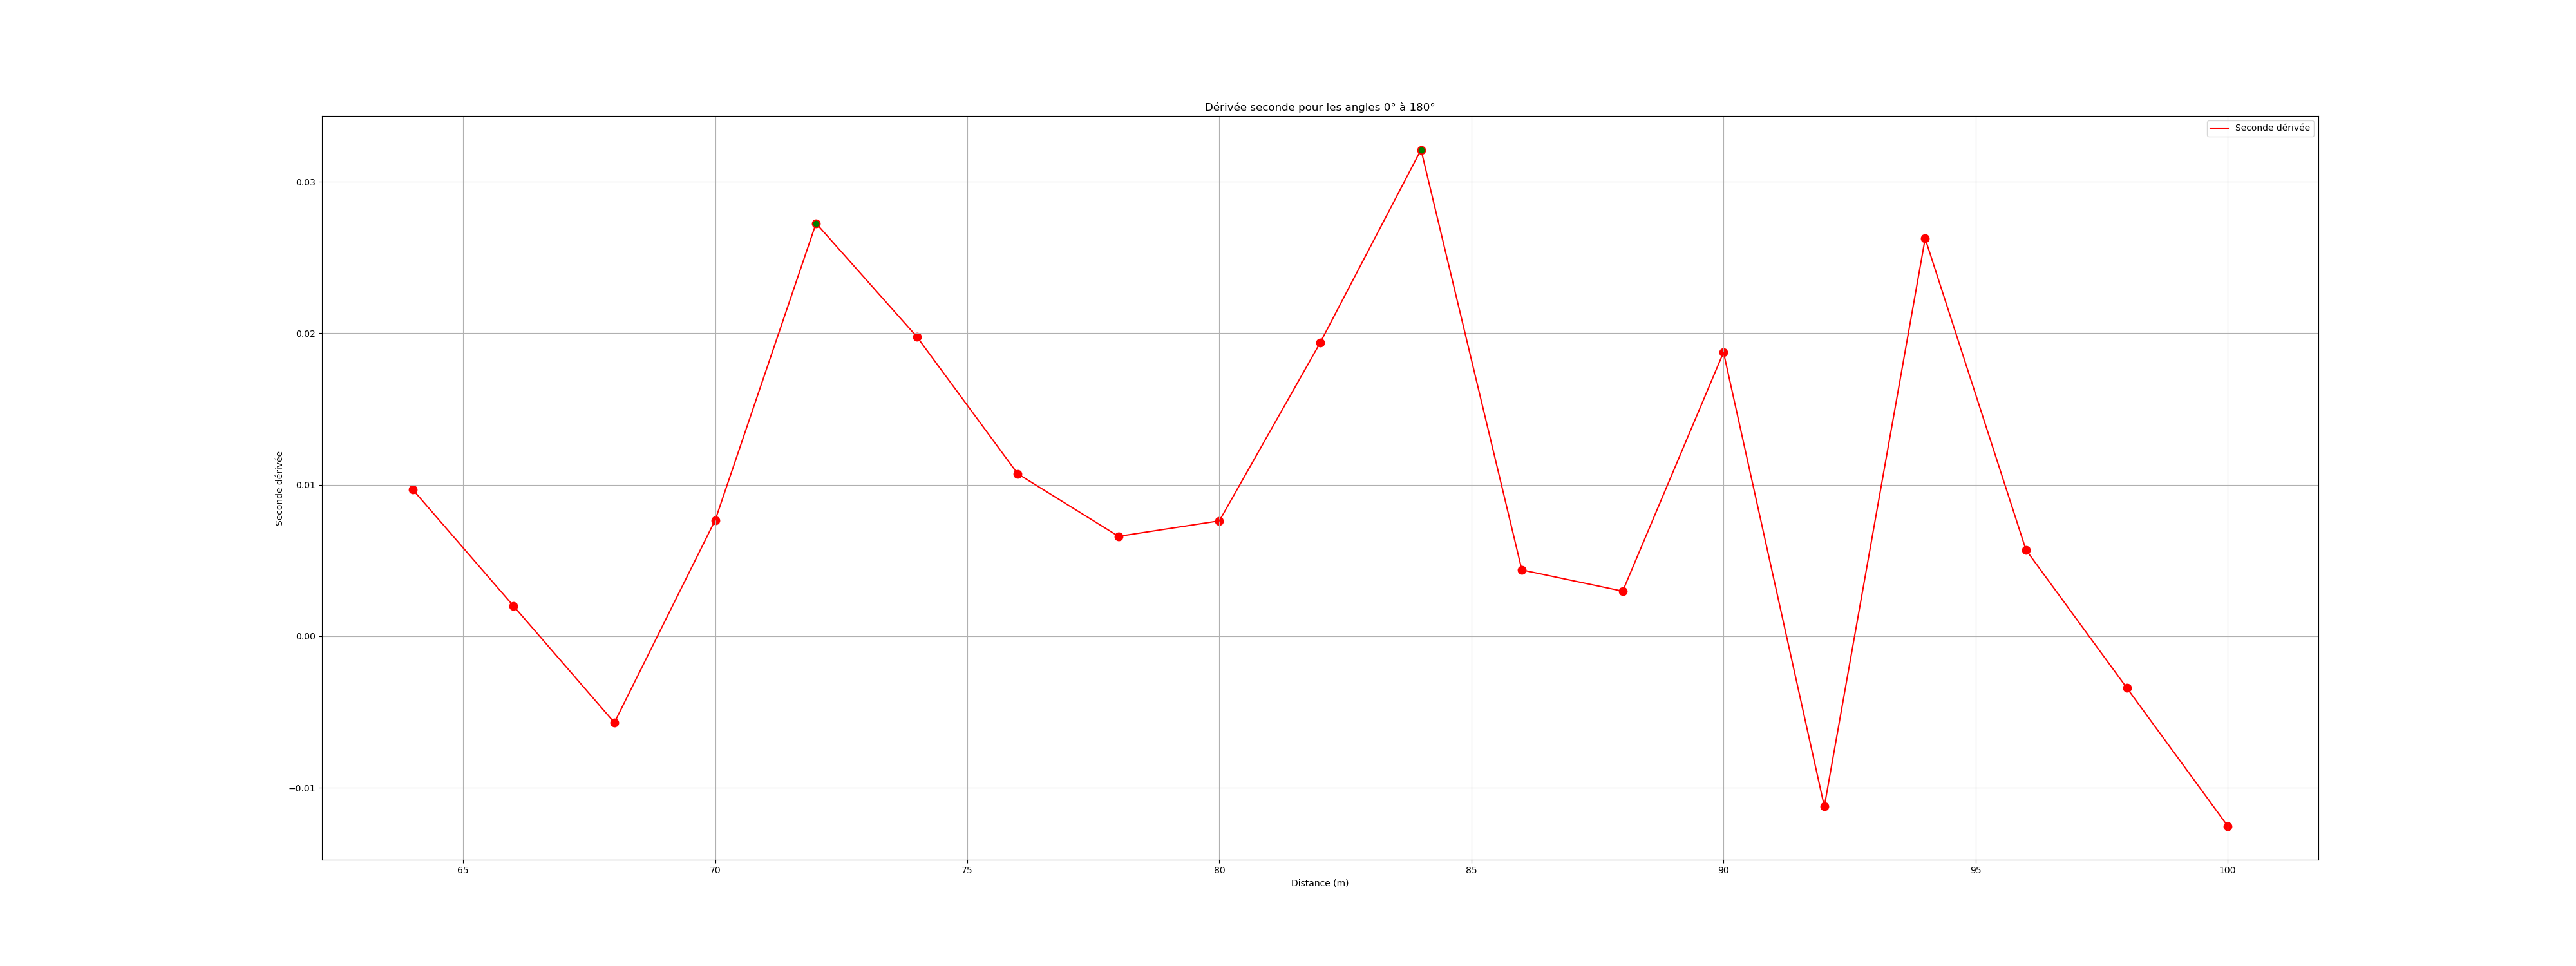 Dérivée seconde pour les angles 0° à 180°
Seconde dérivée
0.03
0.02
0.01
0.00
−0.01
Seconde dérivée
65 70 75 80 85 90 95 100
Distance (m)